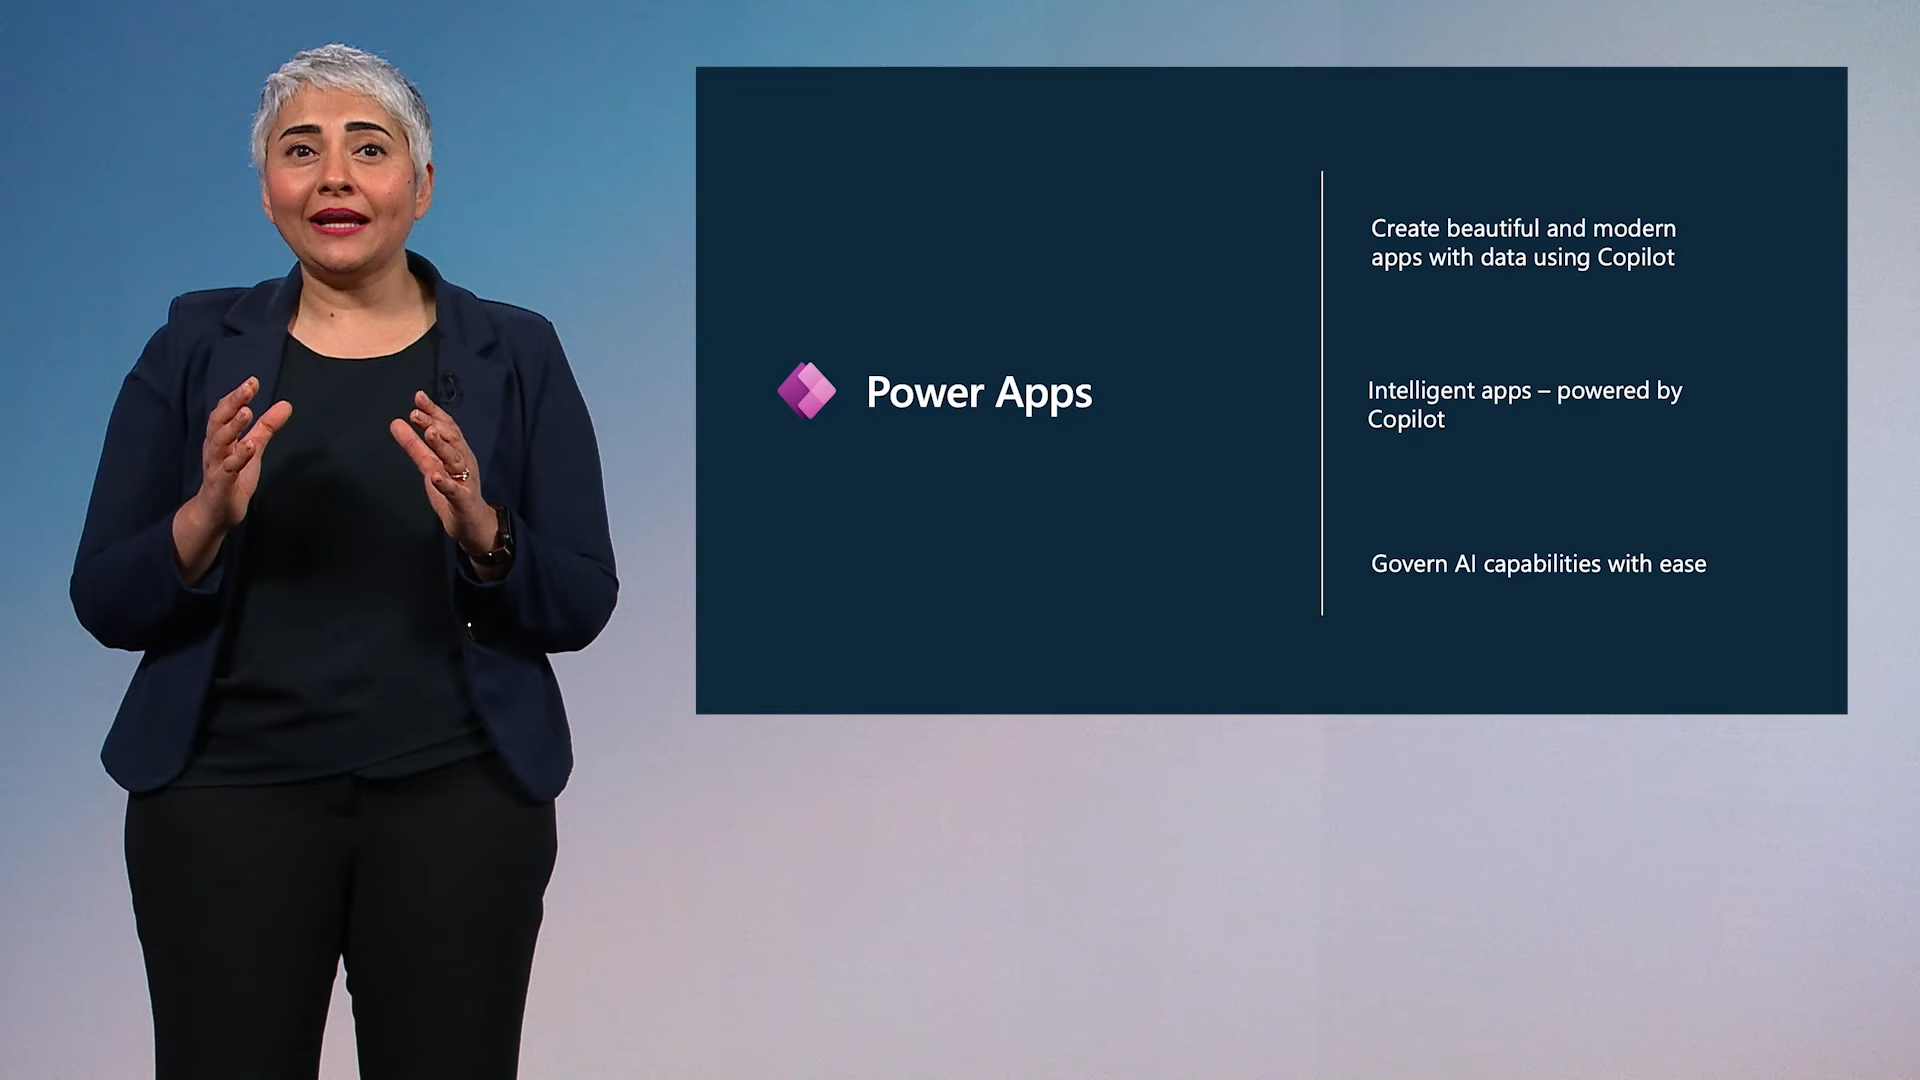 Power Apps
Create beautiful and modern
apps with data using Copilot
Intelligent apps – powered by
Copilot
Govern AI capabilities with ease